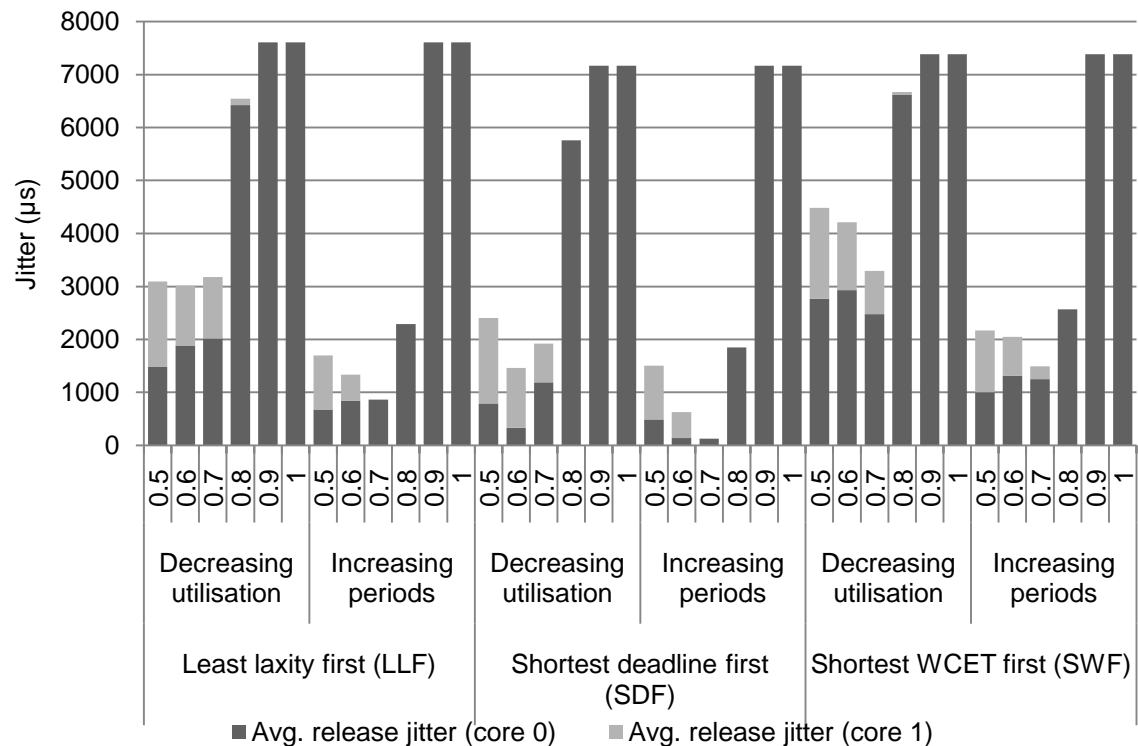 8000
7000
6000
5000
4000
3000
2000
1000
0
Jitter (µs)
0.5 0.6 0.7 0.8 0.9 1 0.5 0.6 0.7 0.8 0.9 1 0.5 0.6 0.7 0.8 0.9 1 0.5 0.6 0.7 0.8 0.9 1 0.5 0.6 0.7 0.8 0.9 1 0.5 0.6 0.7 0.8 0.9 1
Decreasing Increasing Decreasing Increasing Decreasing Increasing
utilisation periods utilisation periods utilisation periods
Least laxity first (LLF) Shortest deadline first Shortest WCET first (SWF)
(SDF)
Avg. release jitter (core 0) Avg. release jitter (core 1)